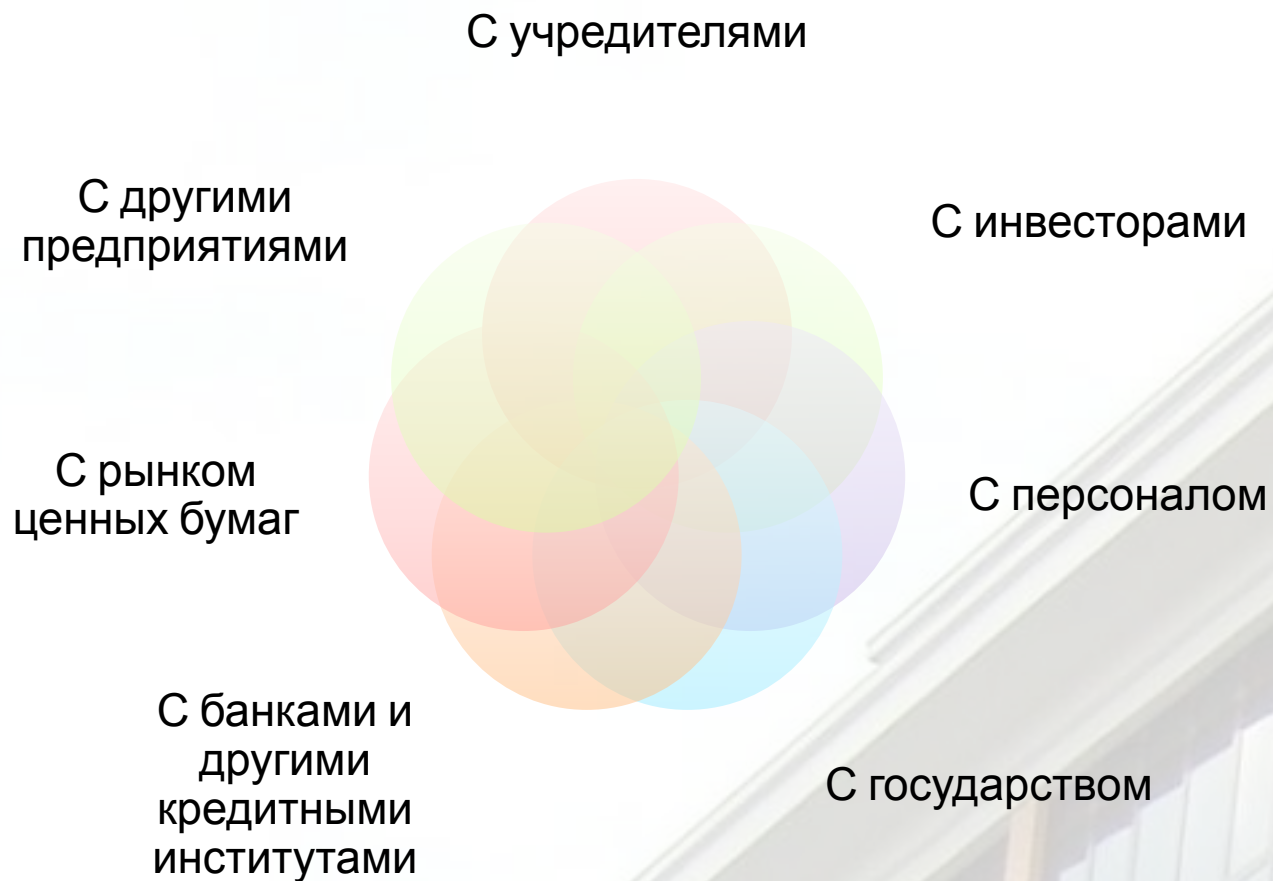 С учредителями
С другими
предприятиями
С инвесторами
С рынком
ценных бумаг
С персоналом
С банками и
другими
кредитными
институтами
С государством